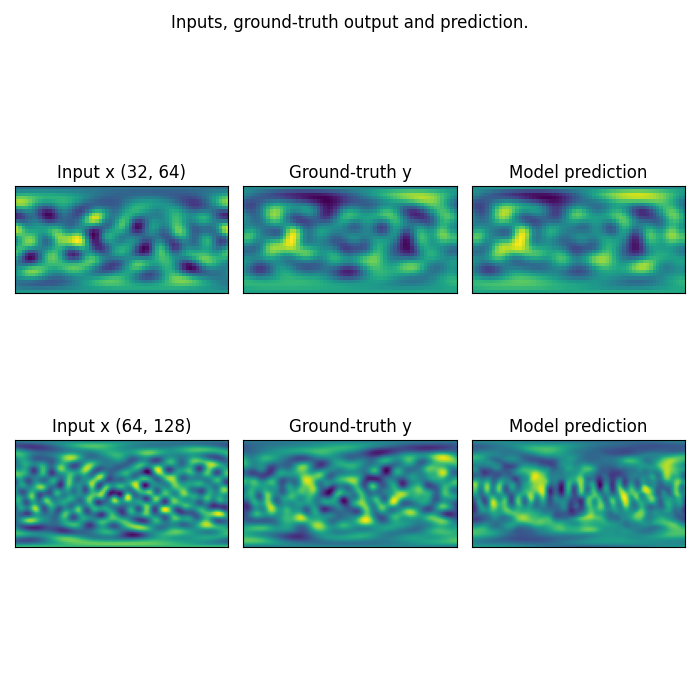 Inputs, ground-truth output and prediction.
Input x (32, 64)
Ground-truth y
Model prediction
Input x (64, 128)
Ground-truth y
Model prediction